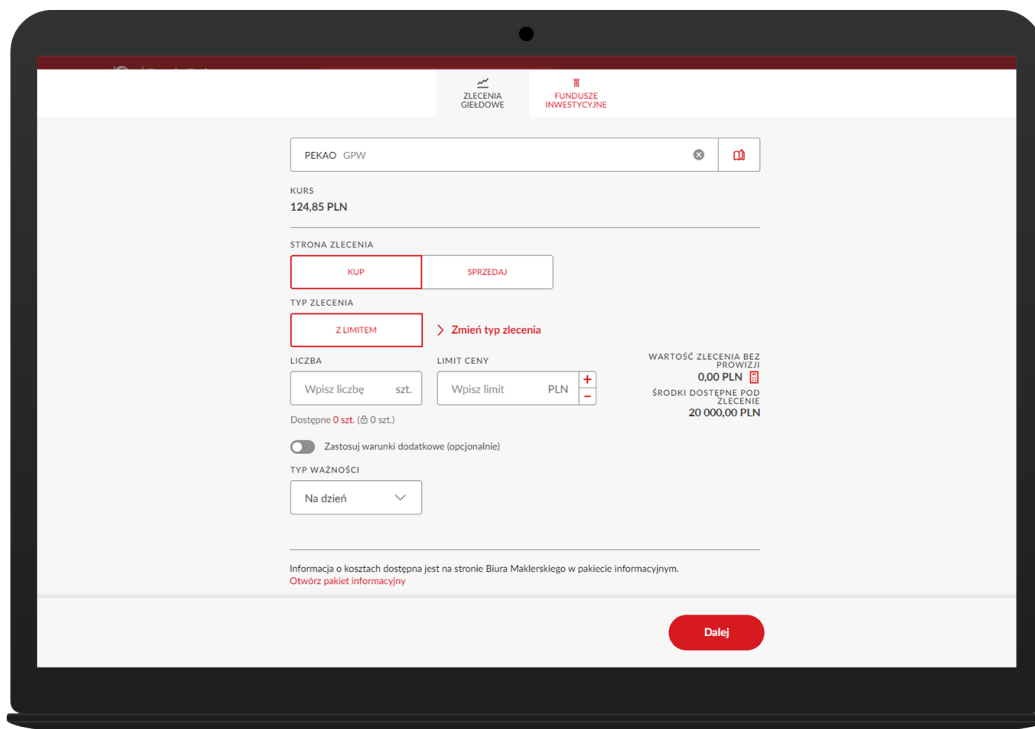 ZLECENIA
GIEŁDOWE
FUNDUSZE
INWESTYCYJNE
PEKAO GPW
KURS
124,85 PLN
STRONA ZLECENIA
KUP
SPRZEDAJ
TYP ZLECENIA
Z LIMITEM
Zmień typ zlecenia
LICZBA
LIMIT CENY
WARTOŚĆ ZLECENIA BEZ
PROWIZJI
0,00 PLN
Wpisz liczbę szt.
Wpisz limit PLN
+
−
ŚRODKI DOSTĘPNE POD
ZLECENIE
20 000,00 PLN
Dostępne 0 szt. (0 szt.)
Zastosuj warunki dodatkowe (opcjonalnie)
TYP WAŻNOŚCI
Na dzień
Informacja o kosztach dostępna jest na stronie Biura Maklerskiego w pakiecie informacyjnym.
Otwórz pakiet informacyjny
Dalej